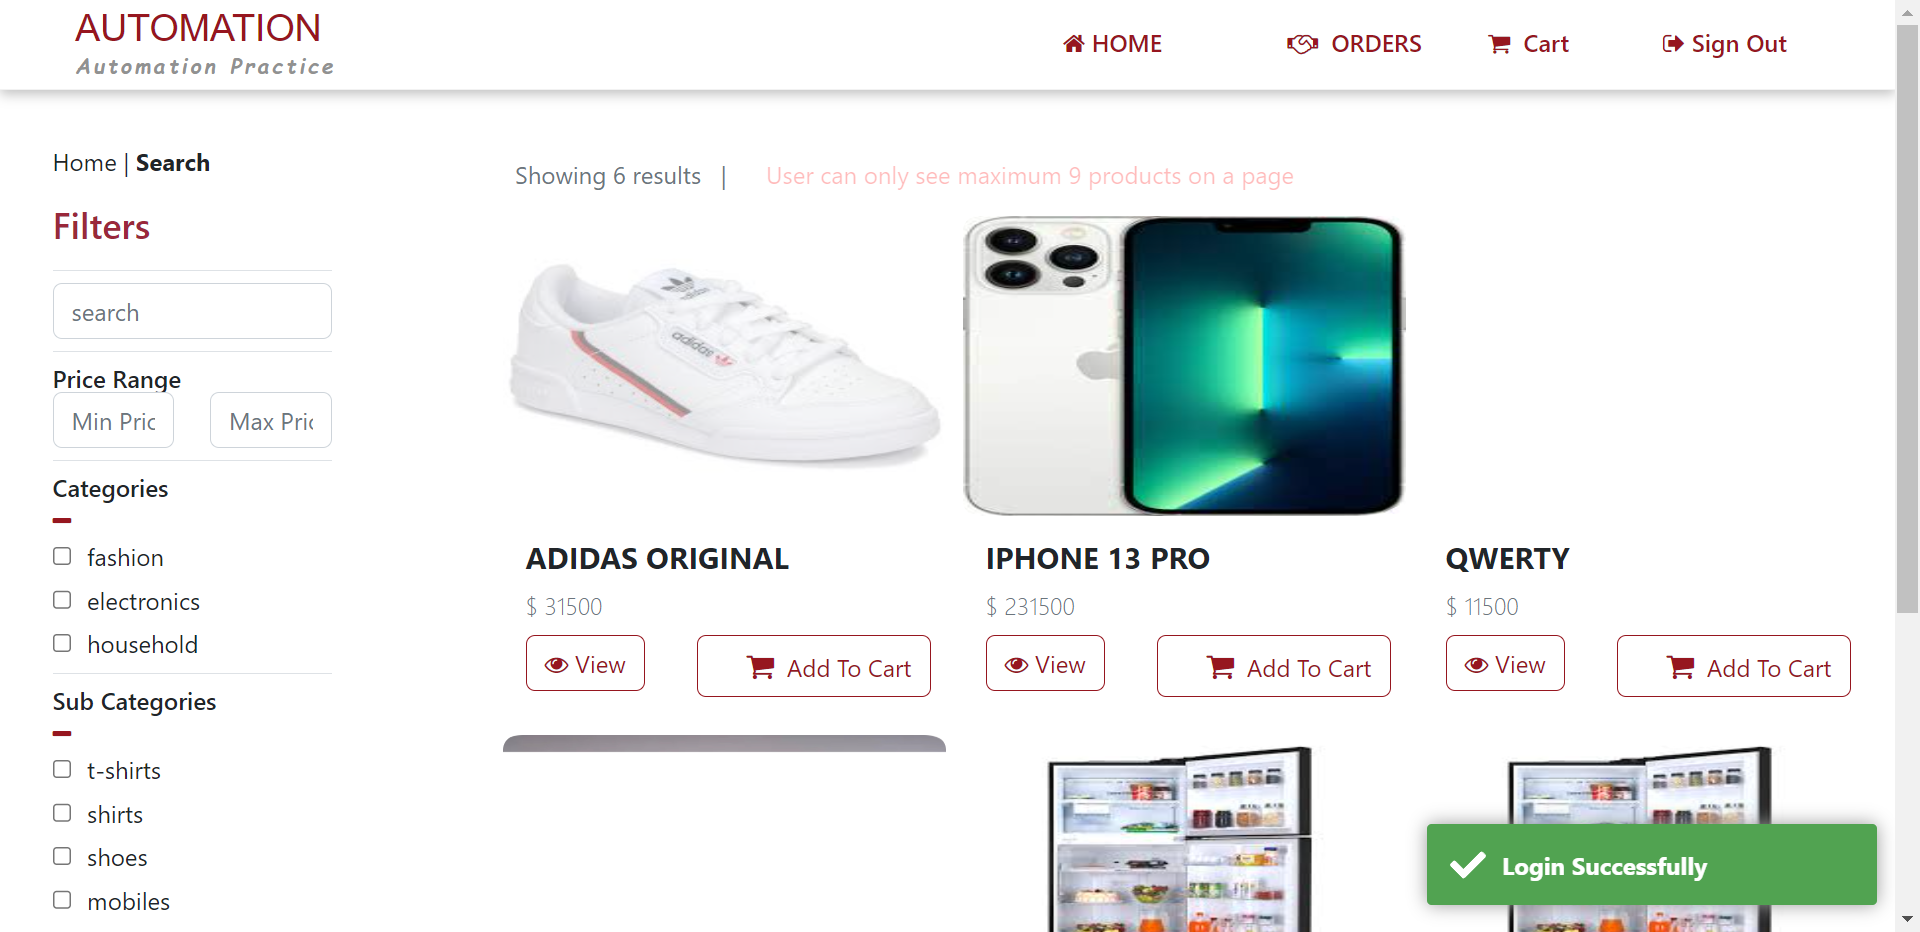 AUTOMATION
Automation Practice
HOME
ORDERS
Cart
Sign Out
Home | Search
Showing 6 results |
User can only see maximum 9 products on a page
Filters
search
Price Range
Min Pric
Max Pric
Categories
fashion
electronics
household
Sub Categories
t-shirts
shirts
shoes
mobiles
adidas
ADIDAS ORIGINAL
$ 31500
View
Add To Cart
IPHONE 13 PRO
$ 231500
View
Add To Cart
QWERTY
$ 11500
View
Add To Cart
Login Successfully